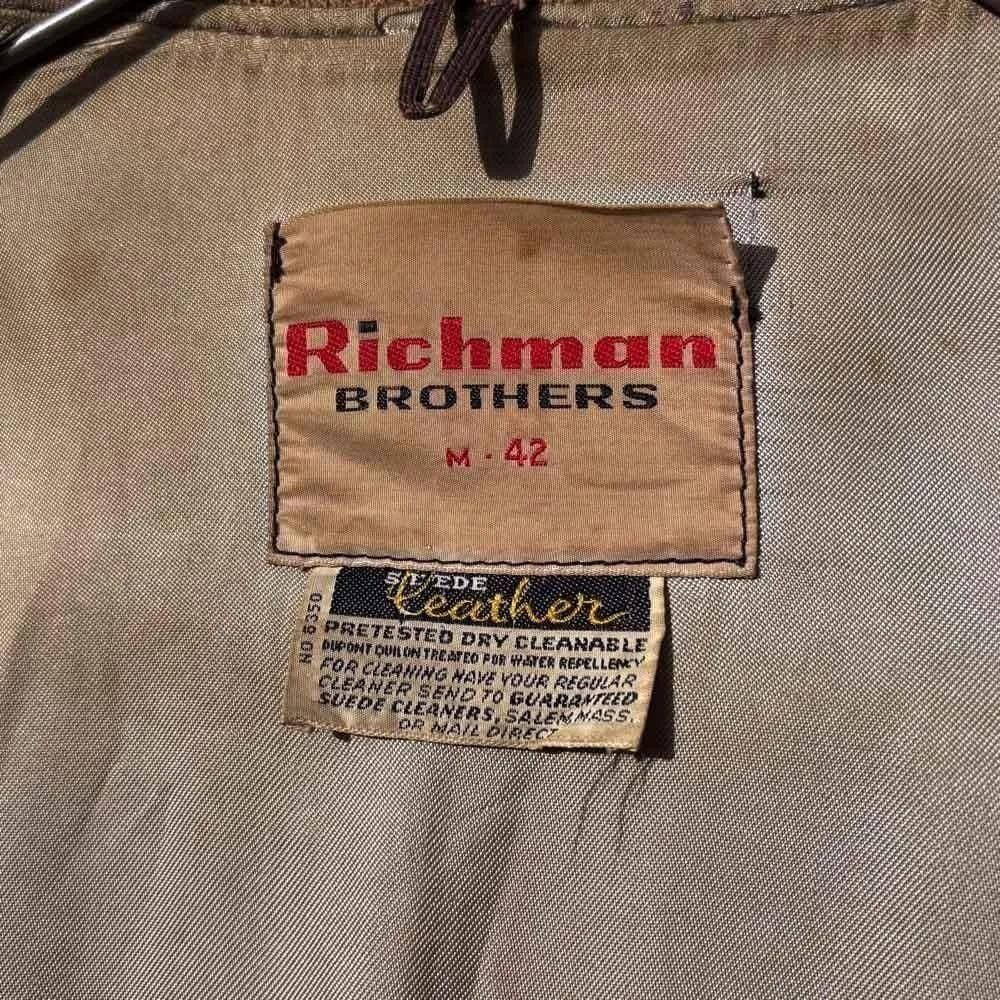 Richman
BROTHERS
M - 42
SUEDE
leather
NO 6350
PRETESTED DRY CLEANABLE
DUPONT QUILON TREATED FOR WATER REPELLENCY
FOR CLEANING HAVE YOUR REGULAR
CLEANER SEND TO GUARANTEED
SUEDE CLEANERS, SALEM, MASS.
OR MAIL DIRECT